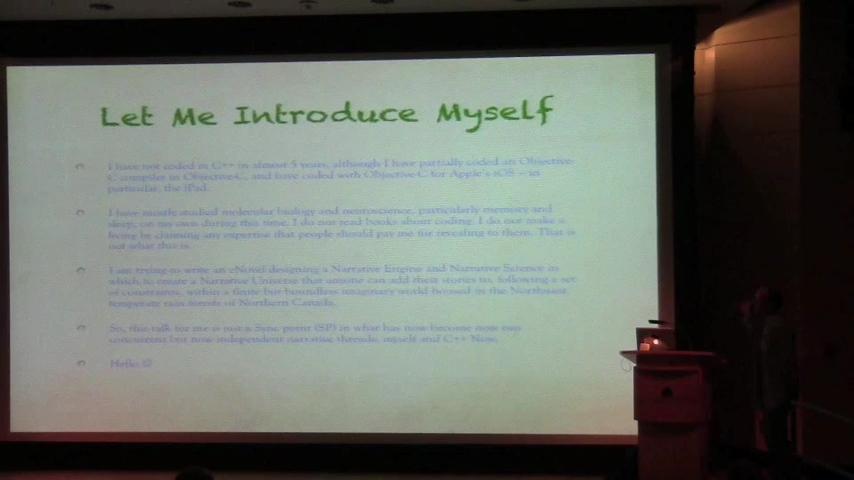 Let Me Introduce Myself
I have not coded in C++ in almost 5 years, although I have partially coded an Objective-
C compiler in Objective-C, and have coded with Objective-C for Apple's iOS – in
particular, the iPad.
I have mostly studied molecular biology and neuroscience, particularly memory and
sleep, on my own during this time. I do not read books about coding. I do not make a
living by claiming any expertise that people should pay me for revealing to them. That is
not what this is.
I am trying to write an eNovel designing a Narrative Engine and Narrative Science in
which to create a Narrative Universe that anyone can add their stories to, following a set
of constraints, within a finite but boundless imaginary world housed in the Northwest
temperate rain forests of Northern Canada.
So, this talk for me is just a Sync point (SP) in what has now become now two
concurrent but now independent narrative threads, myself and C++ Now.
Hello ☺